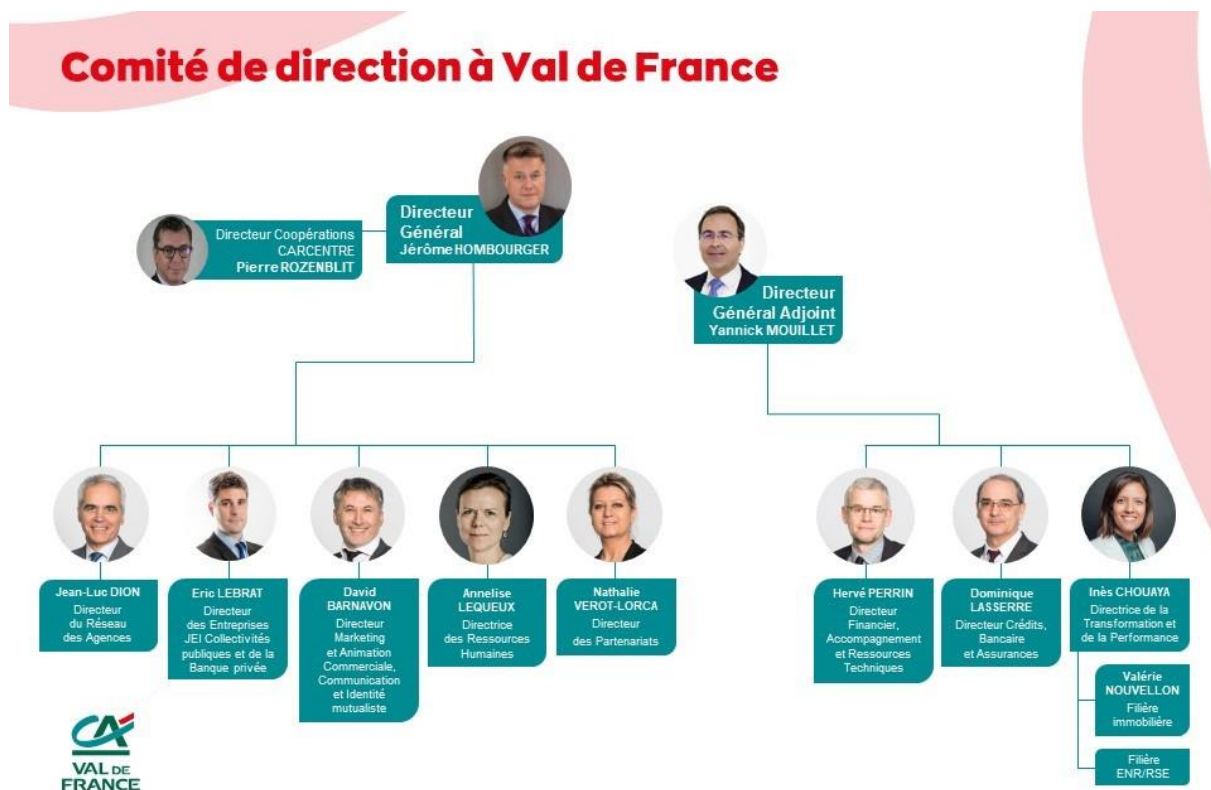 Comité de direction à Val de France
Directeur
Général
Jérôme HOMBOURGER
Directeur Coopérations
CARCENTRE
Pierre ROZENBLIT
Directeur
Général Adjoint
Yannick MOUILLET
Jean-Luc DION
Directeur
du Réseau
des Agences
Eric LEBRAT
Directeur
des Entreprises
JEI Collectivités
publiques et de la
Banque privée
David
BARNAVON
Directeur
Marketing
et Animation
Commerciale,
Communication
et Identité
mutualiste
Annelise
LEQUEUX
Directrice
des Ressources
Humaines
Nathalie
VEROT-LORCA
Directeur
des Partenariats
Hervé PERRIN
Directeur
Financier,
Accompagnement
et Ressources
Techniques
Dominique
LASSERRE
Directeur Crédits,
Bancaire
et Assurances
Inès CHOUAYA
Directrice de la
Transformation et
de la Performance
Valérie
NOUVELLON
Filière
immobilière
Filière
ENR/RSE
CA
VAL DE
FRANCE